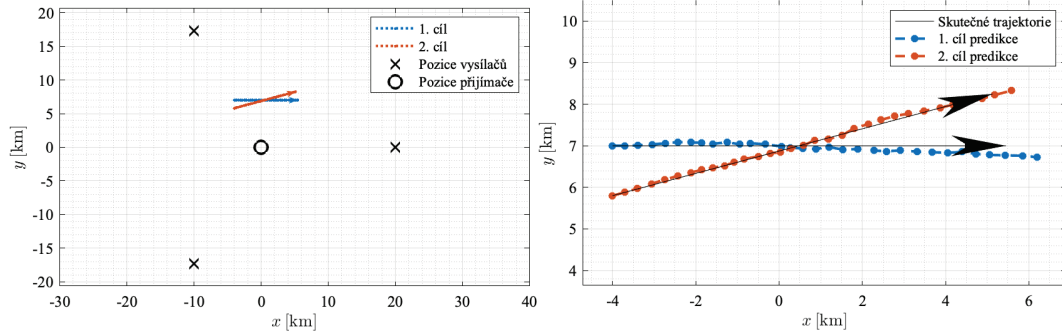 20
15
10
5
0
-5
-10
-15
-20
y [km]
-30
-20
-10
0
10
20
30
40
x [km]
1. cíl
2. cíl
Pozice vysílačů
Pozice přijímače
10
9
8
7
6
5
4
y [km]
-4
-2
0
2
4
6
x [km]
Skutečné trajektorie
1. cíl predikce
2. cíl predikce